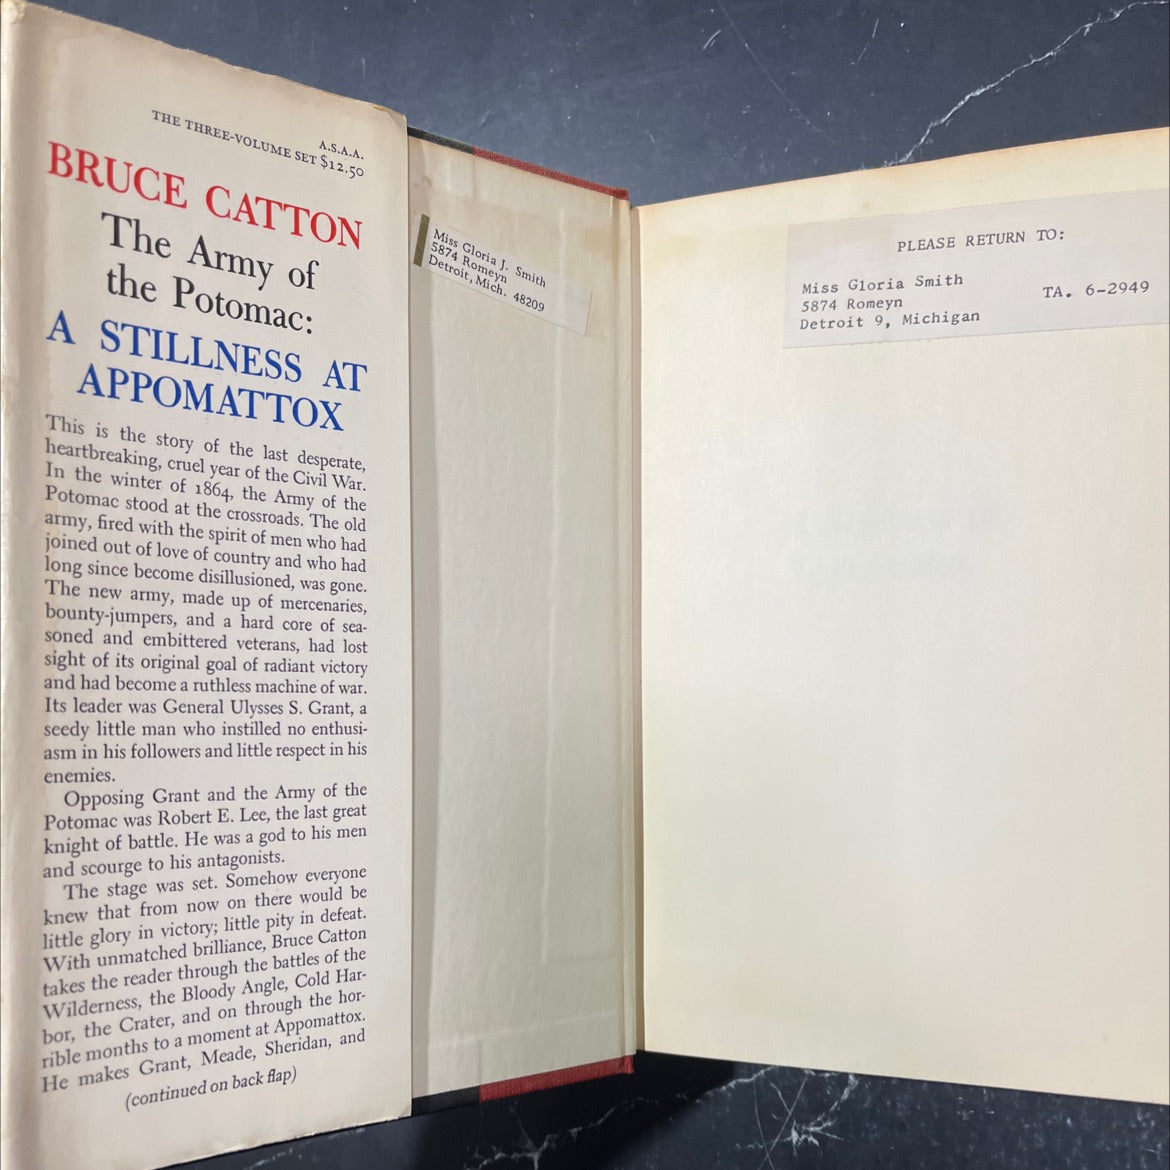 A.S.A.A.
THE THREE-VOLUME SET $12.50
BRUCE CATTON
The Army of
the Potomac:
A STILLNESS AT
APPOMATTOX
This is the story of the last desperate,
heartbreaking, cruel year of the Civil War.
In the winter of 1864, the Army of the
Potomac stood at the crossroads. The old
army, fired with the spirit of men who had
joined out of love of country and who had
long since become disillusioned, was gone.
The new army, made up of mercenaries,
bounty-jumpers, and a hard core of sea-
soned and embittered veterans, had lost
sight of its original goal of radiant victory
and had become a ruthless machine of war.
Its leader was General Ulysses S. Grant, a
seedy little man who instilled no enthusi-
asm in his followers and little respect in his
enemies.
Opposing Grant and the Army of the
Potomac was Robert E. Lee, the last great
knight of battle. He was a god to his men
and scourge to his antagonists.
The stage was set. Somehow everyone
knew that from now on there would be
little glory in victory; little pity in defeat.
With unmatched brilliance, Bruce Catton
takes the reader through the battles of the
Wilderness, the Bloody Angle, Cold Har-
bor, the Crater, and on through the hor-
rible months to a moment at Appomattox.
He makes Grant, Meade, Sheridan, and
(continued on back flap)
Miss Gloria J. Smith
5874 Romeyn
Detroit, Mich. 48209
PLEASE RETURN TO:
Miss Gloria Smith
5874 Romeyn TA. 6-2949
Detroit 9, Michigan